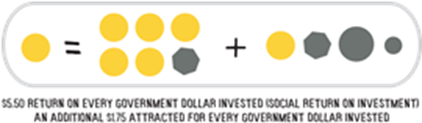 = +
$5.50 RETURN ON EVERY GOVERNMENT DOLLAR INVESTED (SOCIAL RETURN ON INVESTMENT)
AN ADDITIONAL $1.75 ATTRACTED FOR EVERY GOVERNMENT DOLLAR INVESTED